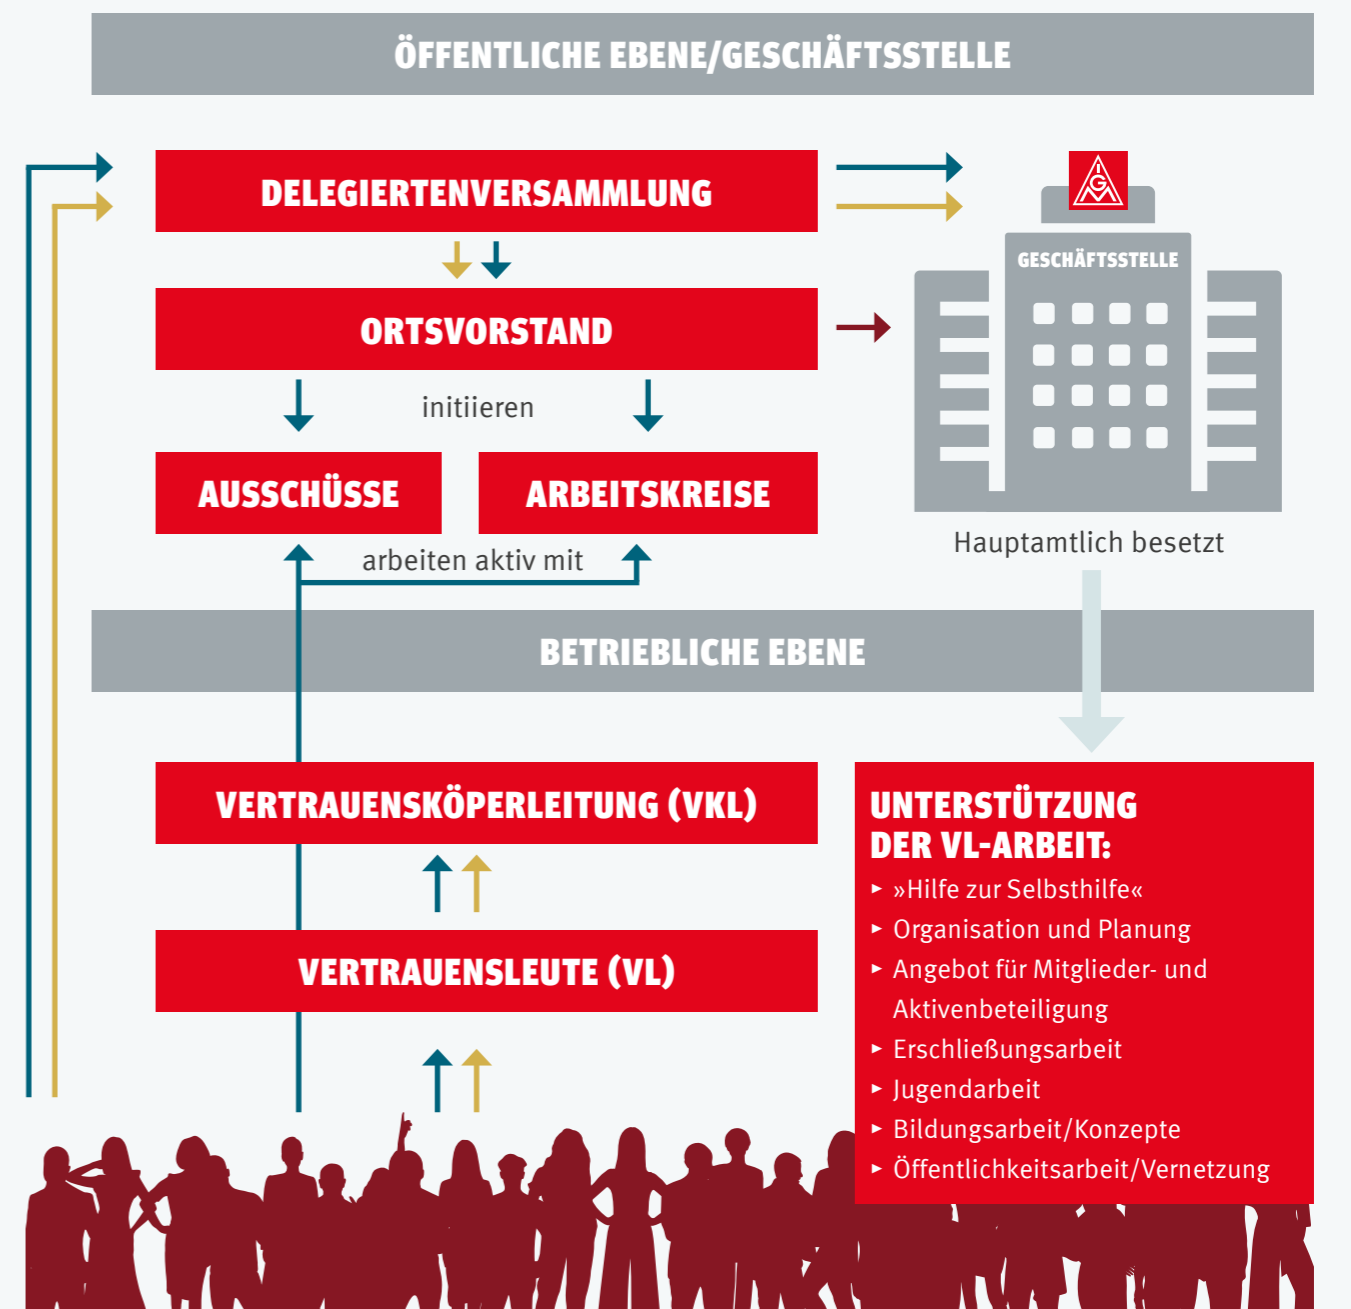 ÖFFENTLICHE EBENE/GESCHÄFTSSTELLE
DELEGIERTENVERSAMMLUNG
IGM
GESCHÄFTSSTELLE
ORTSVORSTAND
initiieren
AUSSCHÜSSE
ARBEITSKREISE
arbeiten aktiv mit
Hauptamtlich besetzt
BETRIEBLICHE EBENE
VERTRAUENSKÖPERLEITUNG (VKL)
VERTRAUENSLEUTE (VL)
UNTERSTÜTZUNG
DER VL-ARBEIT:
‣ »Hilfe zur Selbsthilfe«
‣ Organisation und Planung
‣ Angebot für Mitglieder- und
Aktivenbeteiligung
‣ Erschließungsarbeit
‣ Jugendarbeit
‣ Bildungsarbeit/Konzepte
‣ Öffentlichkeitsarbeit/Vernetzung